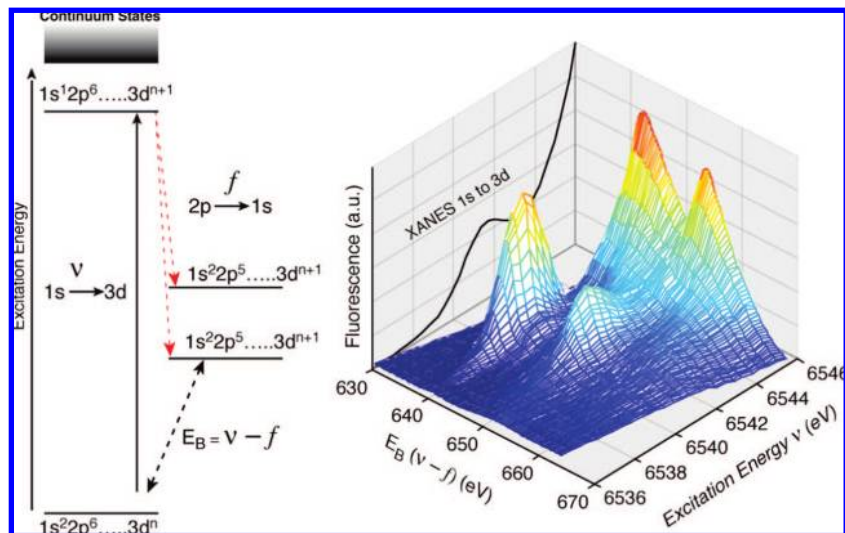 Continuum States
1s¹2p⁶.....3dⁿ⁺¹
Excitation Energy
f
2p → 1s
ν
1s → 3d
1s²2p⁵.....3dⁿ⁺¹
1s²2p⁵.....3dⁿ⁺¹
E_B = ν − f
1s²2p⁶.....3dⁿ
XANES 1s to 3d
Fluorescence (a.u.)
630
640
650
660
670
E_B (ν − f) (eV)
6536
6538
6540
6542
6544
6546
Excitation Energy ν (eV)